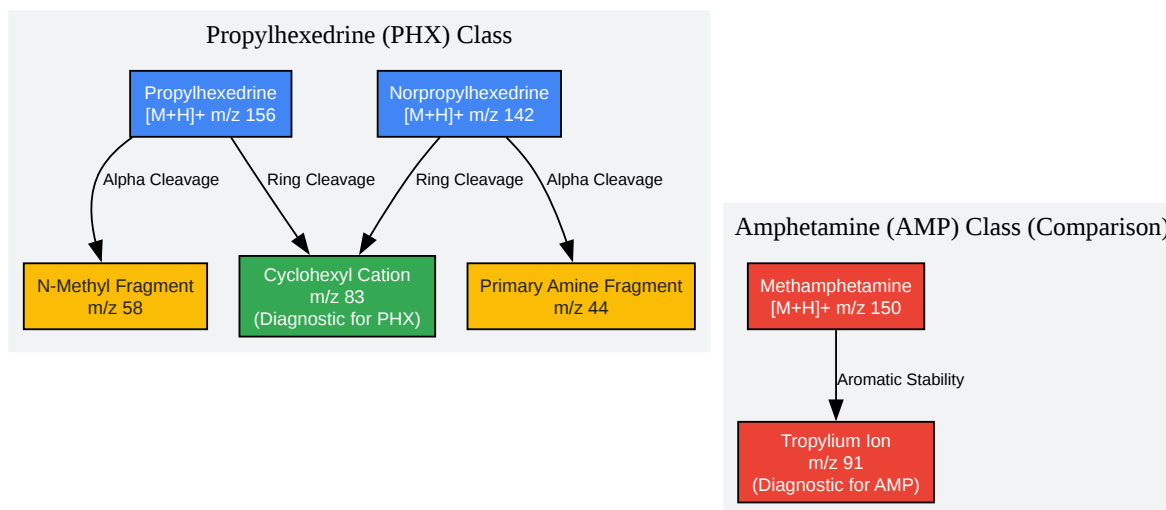 Propylhexedrine (PHX) Class
Propylhexedrine
[M+H]+ m/z 156
Norpropylhexedrine
[M+H]+ m/z 142
Alpha Cleavage
Ring Cleavage
Ring Cleavage
Alpha Cleavage
N-Methyl Fragment
m/z 58
Cyclohexyl Cation
m/z 83
(Diagnostic for PHX)
Primary Amine Fragment
m/z 44
Amphetamine (AMP) Class (Comparison)
Methamphetamine
[M+H]+ m/z 150
Aromatic Stability
Tropylium Ion
m/z 91
(Diagnostic for AMP)